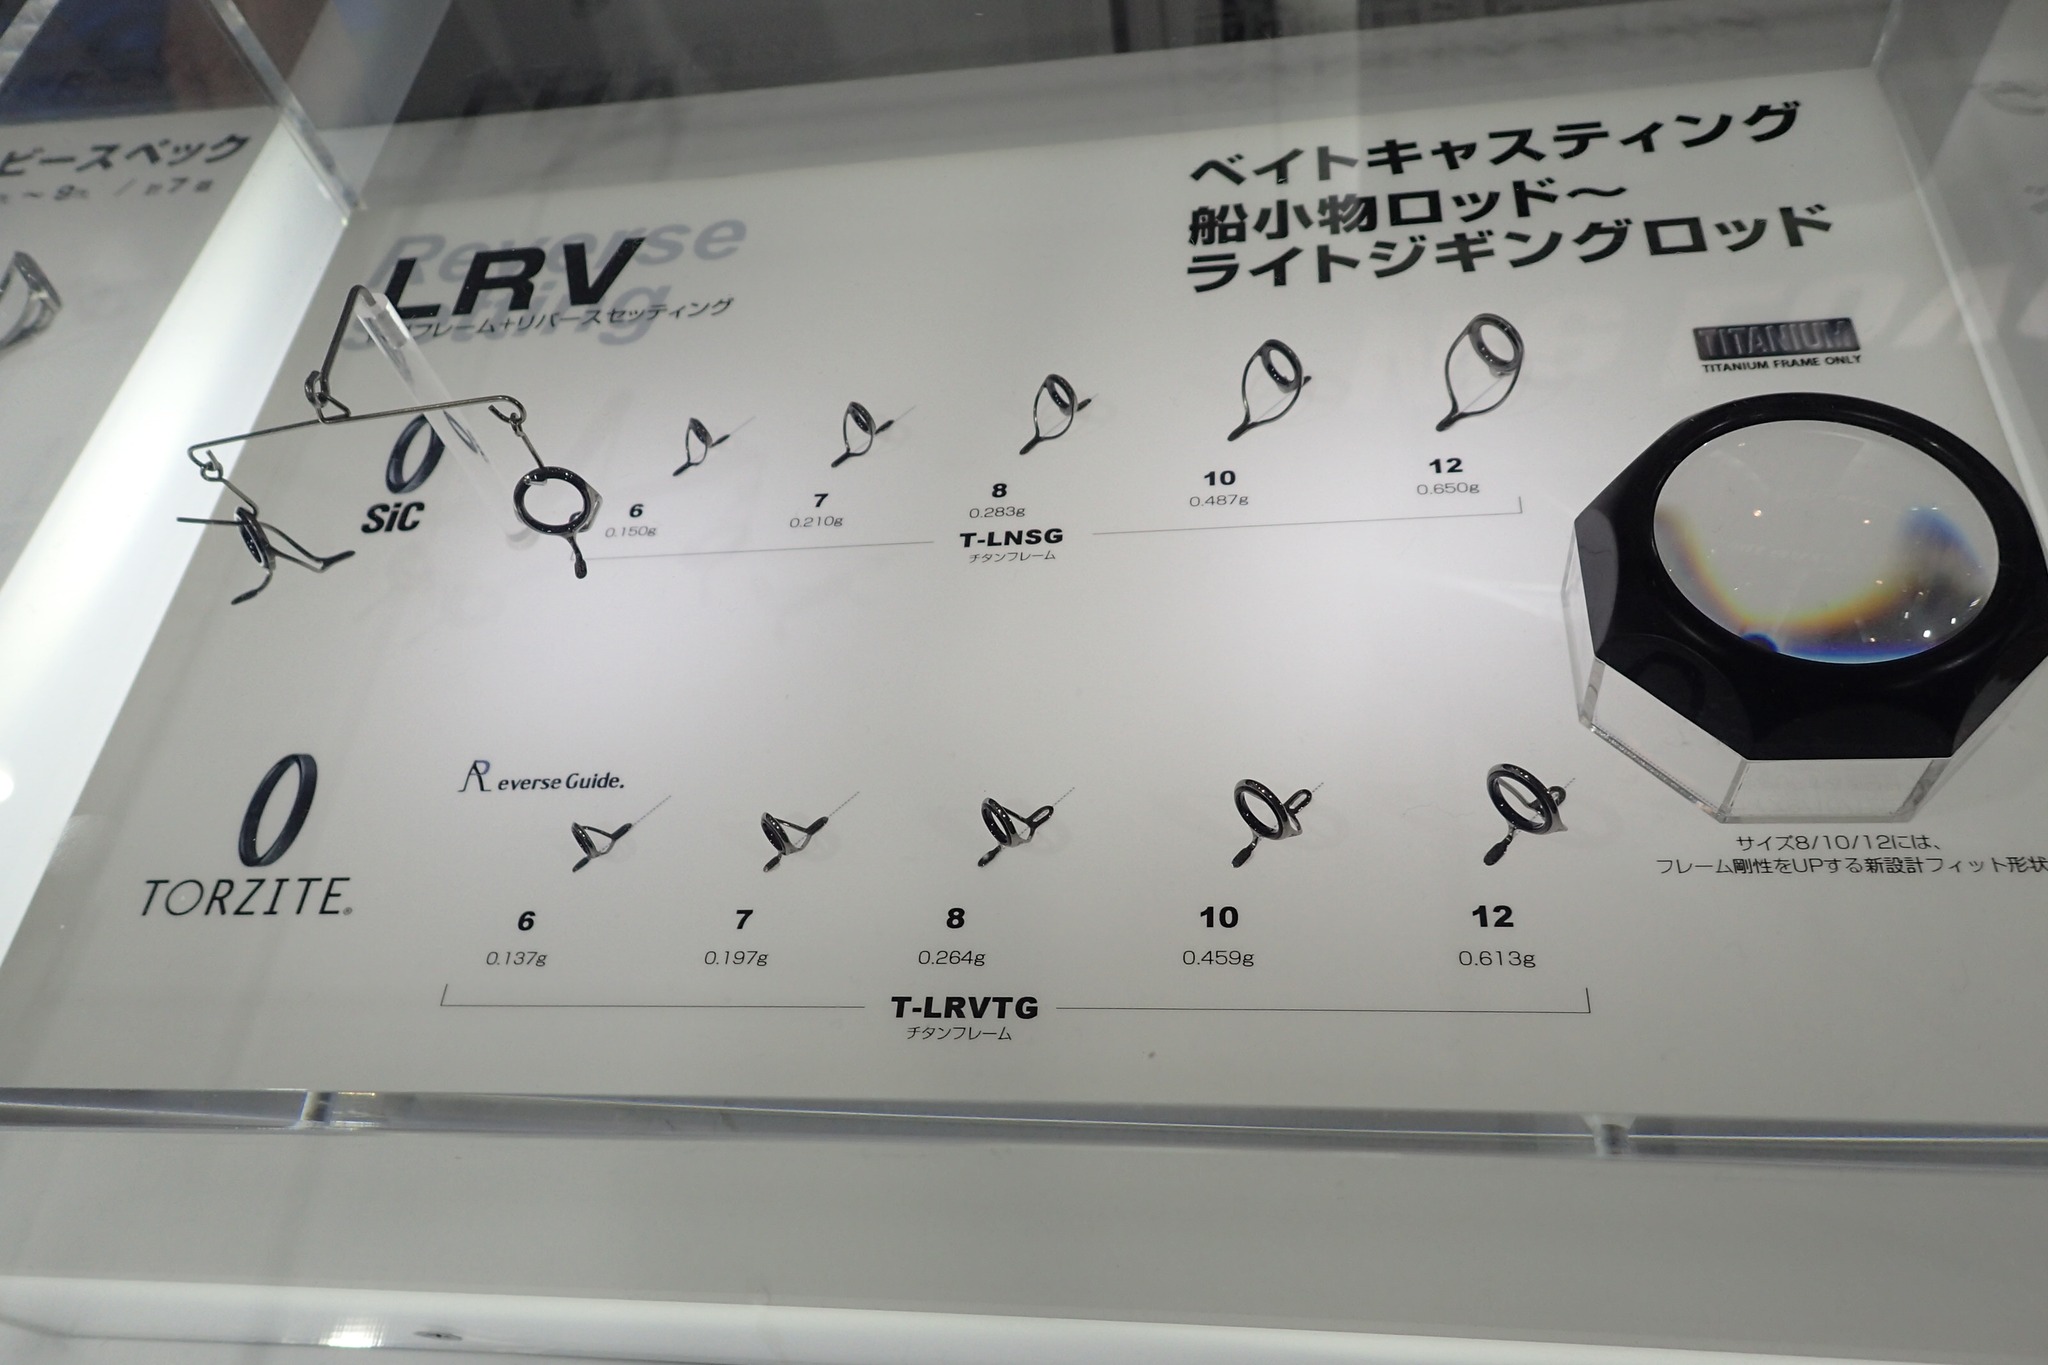 ビースペック
Reverse
Setting
LRV
フレーム+リバースセッティング
ベイトキャスティング
船小物ロッド〜
ライトジギングロッド
TITANIUM
TITANIUM FRAME ONLY
SiC
6
0.150g
7
0.210g
8
0.283g
10
0.487g
12
0.650g
T-LNSG
チタンフレーム
Reverse Guide.
TORZITE®
6
0.137g
7
0.197g
8
0.264g
10
0.459g
12
0.613g
T-LRVTG
チタンフレーム
サイズ8/10/12には、
フレーム剛性をUPする新設計フィット形状